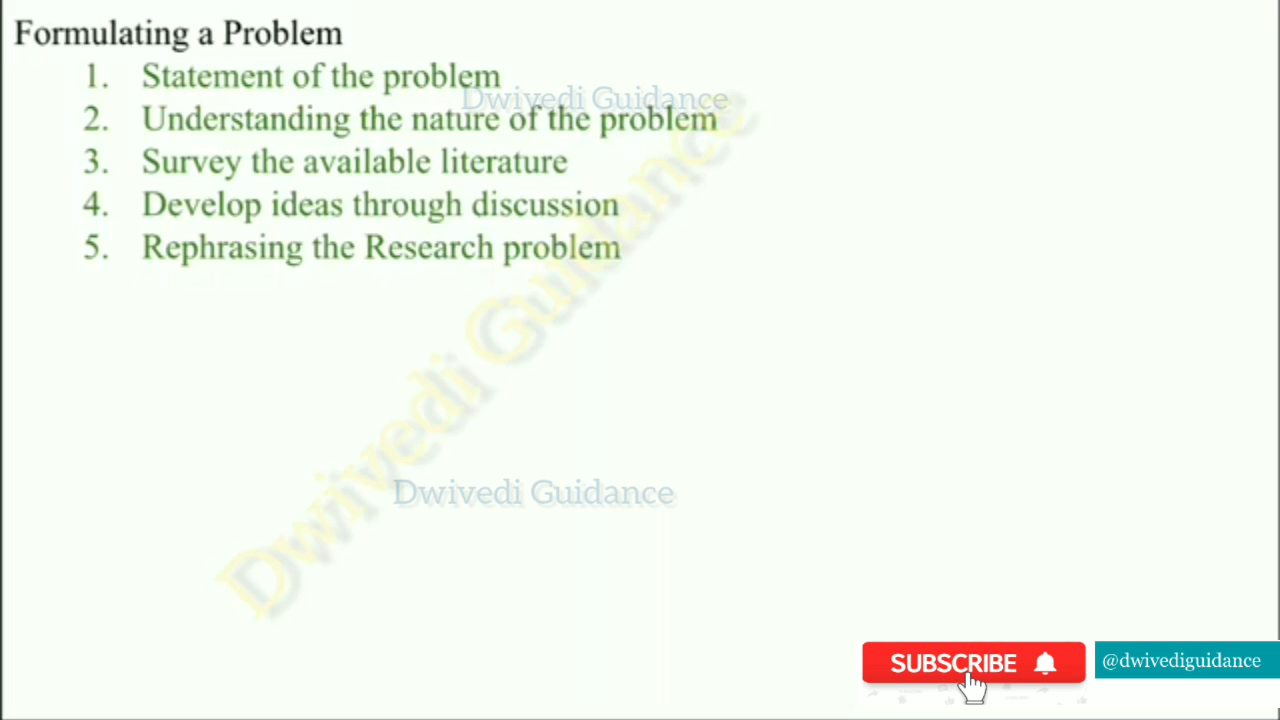 Formulating a Problem
1. Statement of the problem
Dwivedi Guidance
2. Understanding the nature of the problem
3. Survey the available literature
4. Develop ideas through discussion
5. Rephrasing the Research problem
Dwivedi Guidance
Dwivedi Guidance
SUBSCRIBE
@dwivediguidance